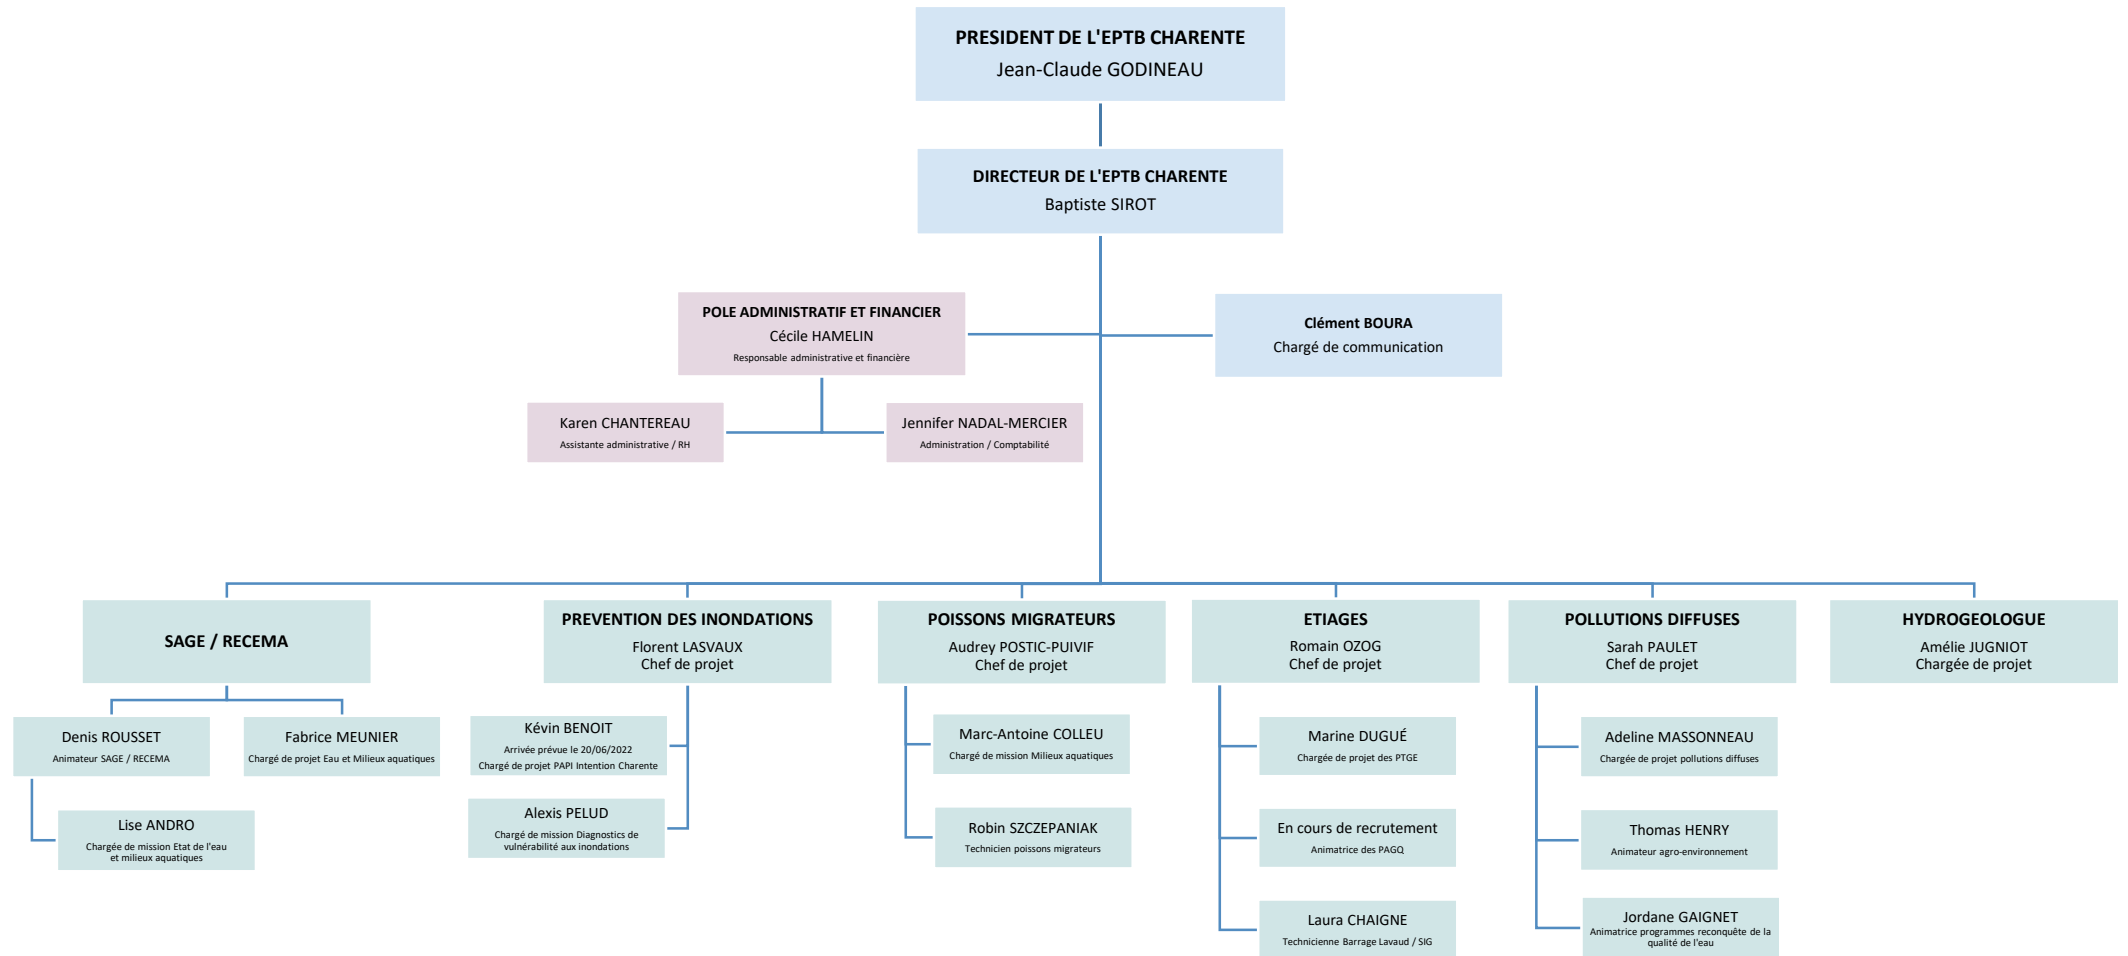 PRESIDENT DE L'EPTB CHARENTE
Jean-Claude GODINEAU
DIRECTEUR DE L'EPTB CHARENTE
Baptiste SIROT
POLE ADMINISTRATIF ET FINANCIER
Cécile HAMELIN
Responsable administrative et financière
Clément BOURA
Chargé de communication
Karen CHANTEREAU
Assistante administrative / RH
Jennifer NADAL-MERCIER
Administration / Comptabilité
SAGE / RECEMA
Denis ROUSSET
Animateur SAGE / RECEMA
Fabrice MEUNIER
Chargé de projet Eau et Milieux aquatiques
Lise ANDRO
Chargée de mission Etat de l'eau
et milieux aquatiques
PREVENTION DES INONDATIONS
Florent LASVAUX
Chef de projet
Kévin BENOIT
Arrivée prévue le 20/06/2022
Chargé de projet PAPI Intention Charente
Alexis PELUD
Chargé de mission Diagnostics de
vulnérabilité aux inondations
POISSONS MIGRATEURS
Audrey POSTIC-PUIVIF
Chef de projet
Marc-Antoine COLLEU
Chargé de mission Milieux aquatiques
Robin SZCZEPANIAK
Technicien poissons migrateurs
ETIAGES
Romain OZOG
Chef de projet
Marine DUGUÉ
Chargée de projet des PTGE
En cours de recrutement
Animatrice des PAGQ
Laura CHAIGNE
Technicienne Barrage Lavaud / SIG
POLLUTIONS DIFFUSES
Sarah PAULET
Chef de projet
Adeline MASSONNEAU
Chargée de projet pollutions diffuses
Thomas HENRY
Animateur agro-environnement
Jordane GAIGNET
Animatrice programmes reconquête de la
qualité de l'eau
HYDROGEOLOGUE
Amélie JUGNIOT
Chargée de projet